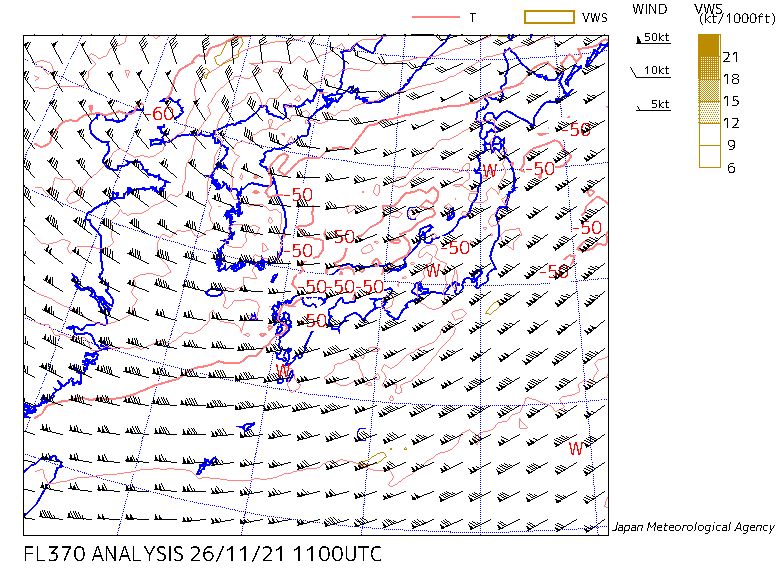 T
VWS
WIND
VWS
(kt/1000ft)
50kt
10kt
5kt
21
18
15
12
9
6
-60
-50
W
-50
-50
-50
-50
-50
-50
W
-50
-50-50-50
-50
W
W
Japan Meteorological Agency
FL370 ANALYSIS 26/11/21 1100UTC